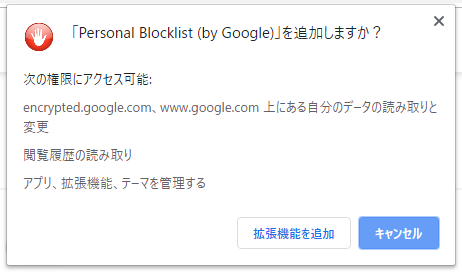 「Personal Blocklist (by Google)」を追加しますか？
次の権限にアクセス可能:
encrypted.google.com、www.google.com 上にある自分のデータの読み取りと
変更
閲覧履歴の読み取り
アプリ、拡張機能、テーマを管理する
拡張機能を追加
キャンセル